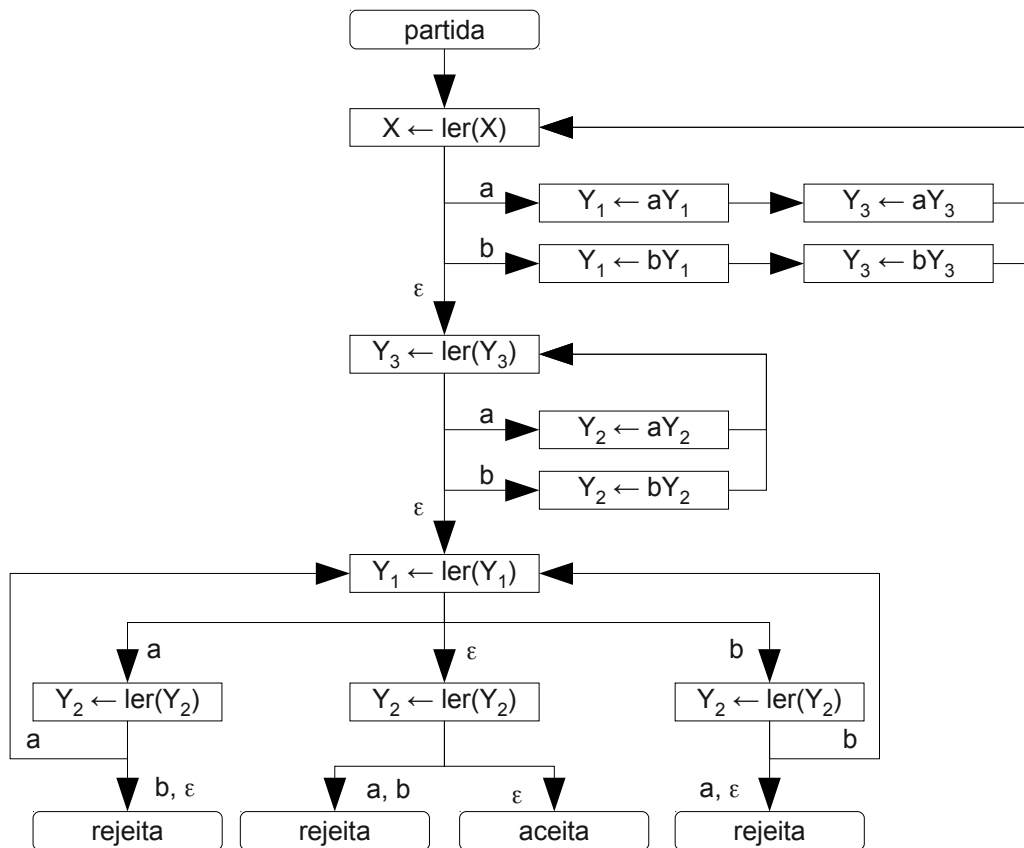 partida
X ← ler(X)
a
Y₁ ← aY₁
Y₃ ← aY₃
b
Y₁ ← bY₁
Y₃ ← bY₃
ε
Y₃ ← ler(Y₃)
a
Y₂ ← aY₂
b
Y₂ ← bY₂
ε
Y₁ ← ler(Y₁)
a
ε
b
Y₂ ← ler(Y₂)
Y₂ ← ler(Y₂)
Y₂ ← ler(Y₂)
a
b
b, ε
a, b
ε
a, ε
rejeita
rejeita
aceita
rejeita